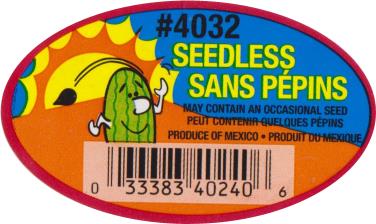 #4032
SEEDLESS
SANS PÉPINS
MAY CONTAIN AN OCCASIONAL SEED
PEUT CONTENIR QUELQUES PÉPINS
PRODUCE OF MEXICO • PRODUIT DU MEXIQUE
0 33383 40240 6